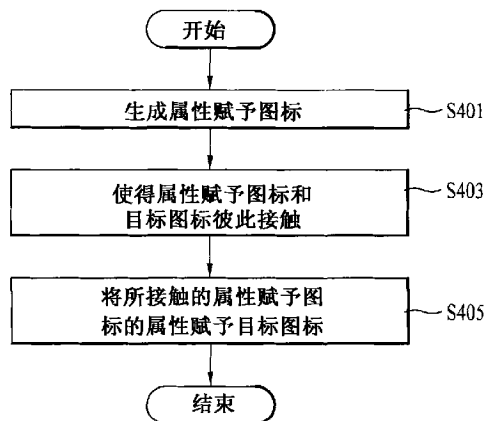 开始
生成属性赋予图标
S401
使得属性赋予图标和
目标图标彼此接触
S403
将所接触的属性赋予图
标的属性赋予目标图标
S405
结束